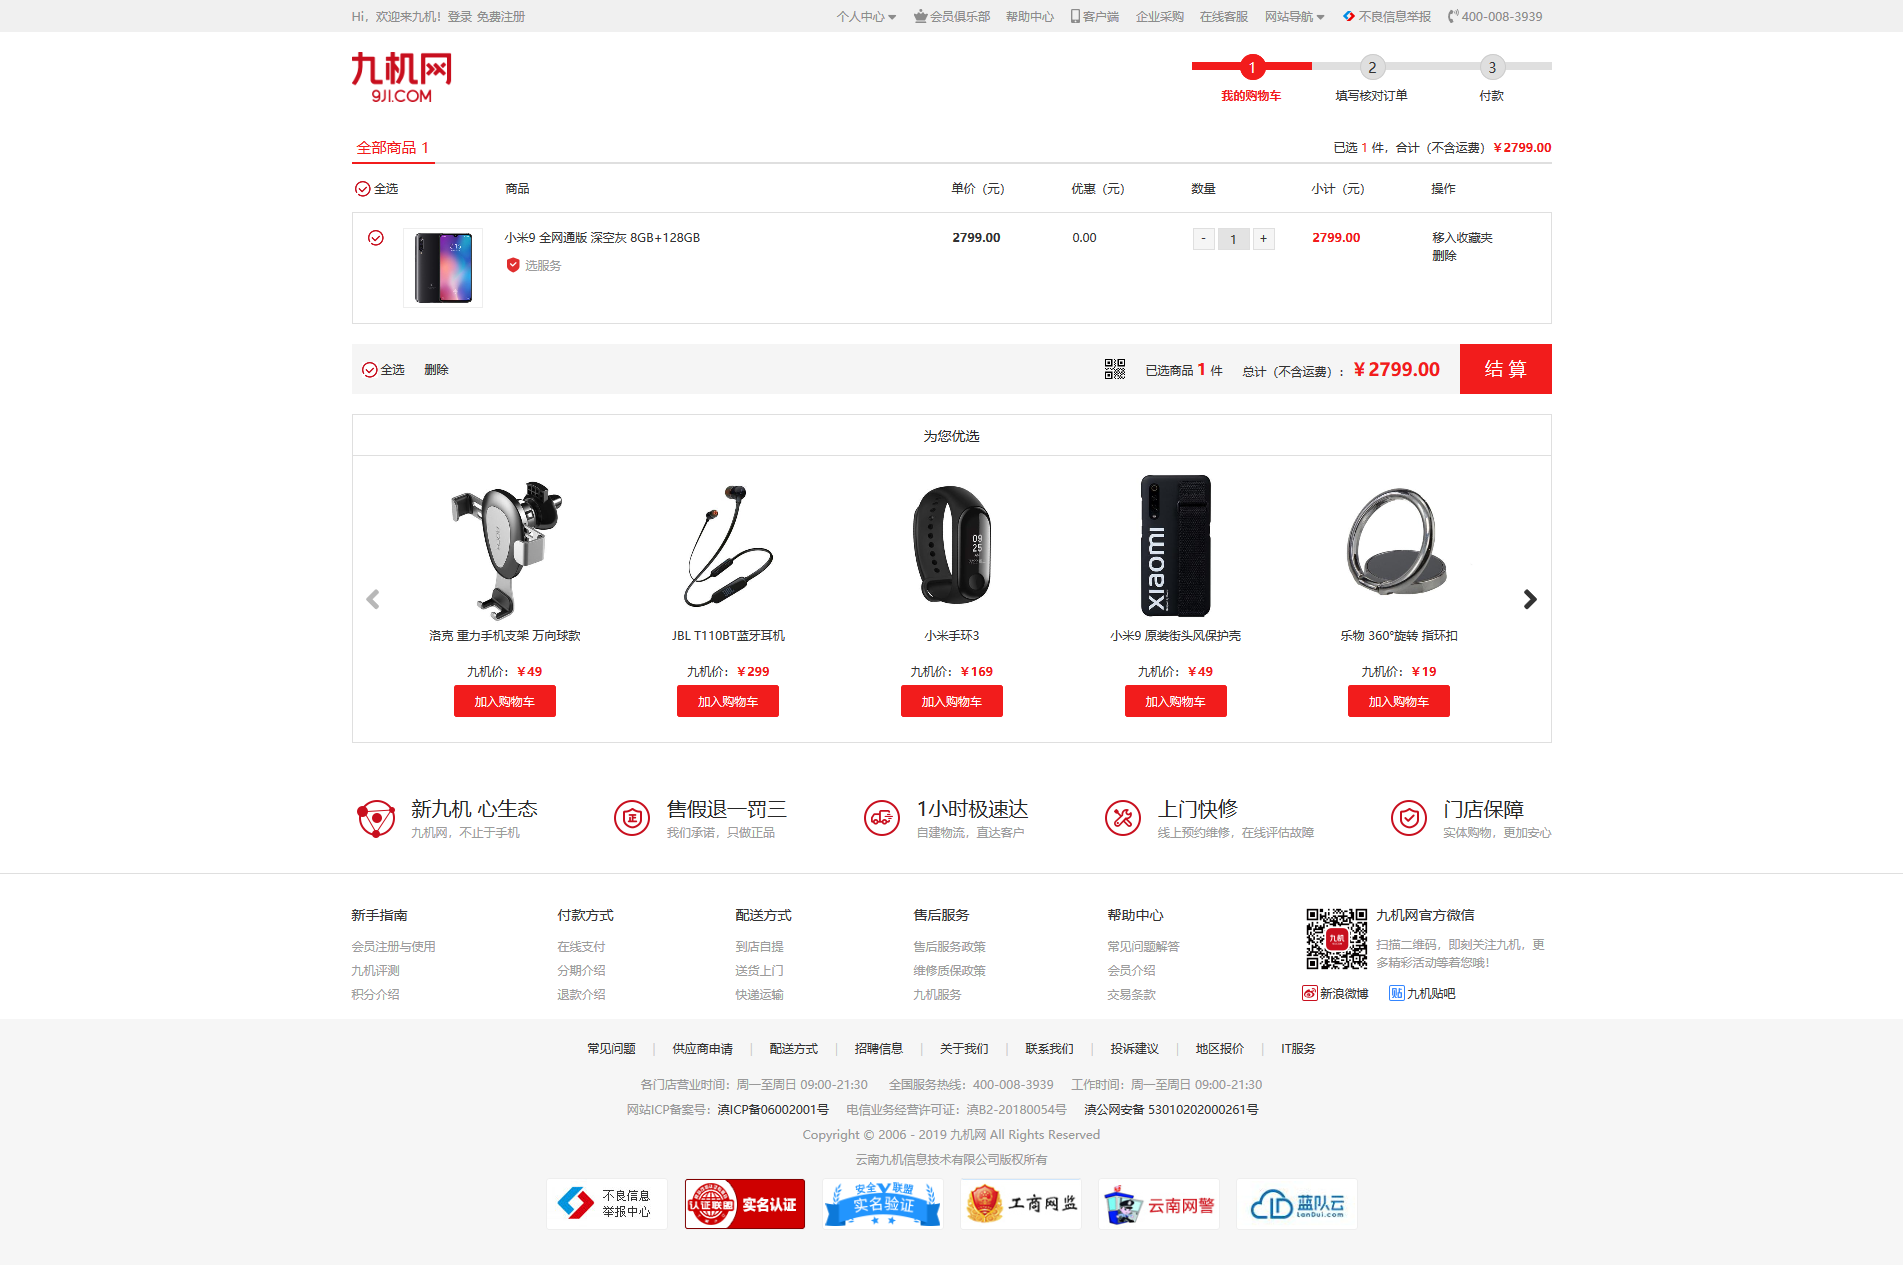 Hi，欢迎来九机！登录 免费注册
个人中心 会员俱乐部 帮助中心 客户端 企业采购 在线客服 网站导航 不良信息举报 400-008-3939
九机网
9JI.COM
1 2 3
我的购物车 填写核对订单 付款
全部商品 1
已选 1 件，合计（不含运费）￥2799.00
全选 商品 单价（元） 优惠（元） 数量 小计（元） 操作
小米9 全网通版 深空灰 8GB+128GB 2799.00 0.00 - 1 + 2799.00 移入收藏夹
删除
选服务
全选 删除 已选商品 1 件 总计（不含运费）：￥2799.00 结 算
为您优选
09
25
xiaomi
洛克 重力手机支架 万向球款 JBL T110BT蓝牙耳机 小米手环3 小米9 原装街头风保护壳 乐物 360°旋转 指环扣
九机价：￥49 九机价：￥299 九机价：￥169 九机价：￥49 九机价：￥19
加入购物车 加入购物车 加入购物车 加入购物车 加入购物车
新九机 心生态 售假退一罚三 1小时极速达 上门快修 门店保障
正
九机网，不止于手机 我们承诺，只做正品 自建物流，直达客户 线上预约维修，在线评估故障 实体购物，更加安心
新手指南 付款方式 配送方式 售后服务 帮助中心 九机网官方微信
会员注册与使用 在线支付 到店自提 售后服务政策 常见问题解答
扫描二维码，即刻关注九机，更
多精彩活动等着您哦！
九机
九机评测 分期介绍 送货上门 维修质保政策 会员介绍
积分介绍 退款介绍 快递运输 九机服务 交易条款
新浪微博 贴 九机贴吧
常见问题 | 供应商申请 | 配送方式 | 招聘信息 | 关于我们 | 联系我们 | 投诉建议 | 地区报价 | IT服务
各门店营业时间：周一至周日 09:00-21:30 全国服务热线：400-008-3939 工作时间：周一至周日 09:00-21:30
网站ICP备案号：滇ICP备06002001号 电信业务经营许可证：滇B2-20180054号 滇公网安备 53010202000261号
Copyright © 2006 - 2019 九机网 All Rights Reserved
云南九机信息技术有限公司版权所有
不良信息
举报中心
认证联盟 实名认证
安全联盟
实名验证
工商网监
云南网警
蓝队云
LanDui.com